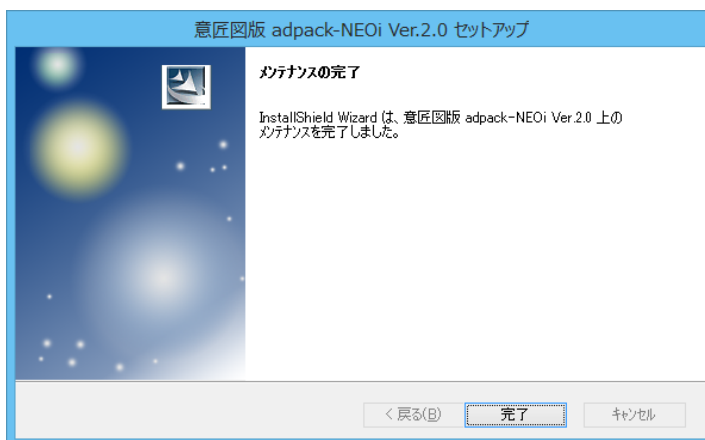 意匠図版 adpack-NEOi Ver.2.0 セットアップ
メンテナンスの完了
InstallShield Wizard は、意匠図版 adpack-NEOi Ver.2.0 上の
メンテナンスを完了しました。
< 戻る(B)
完了
キャンセル